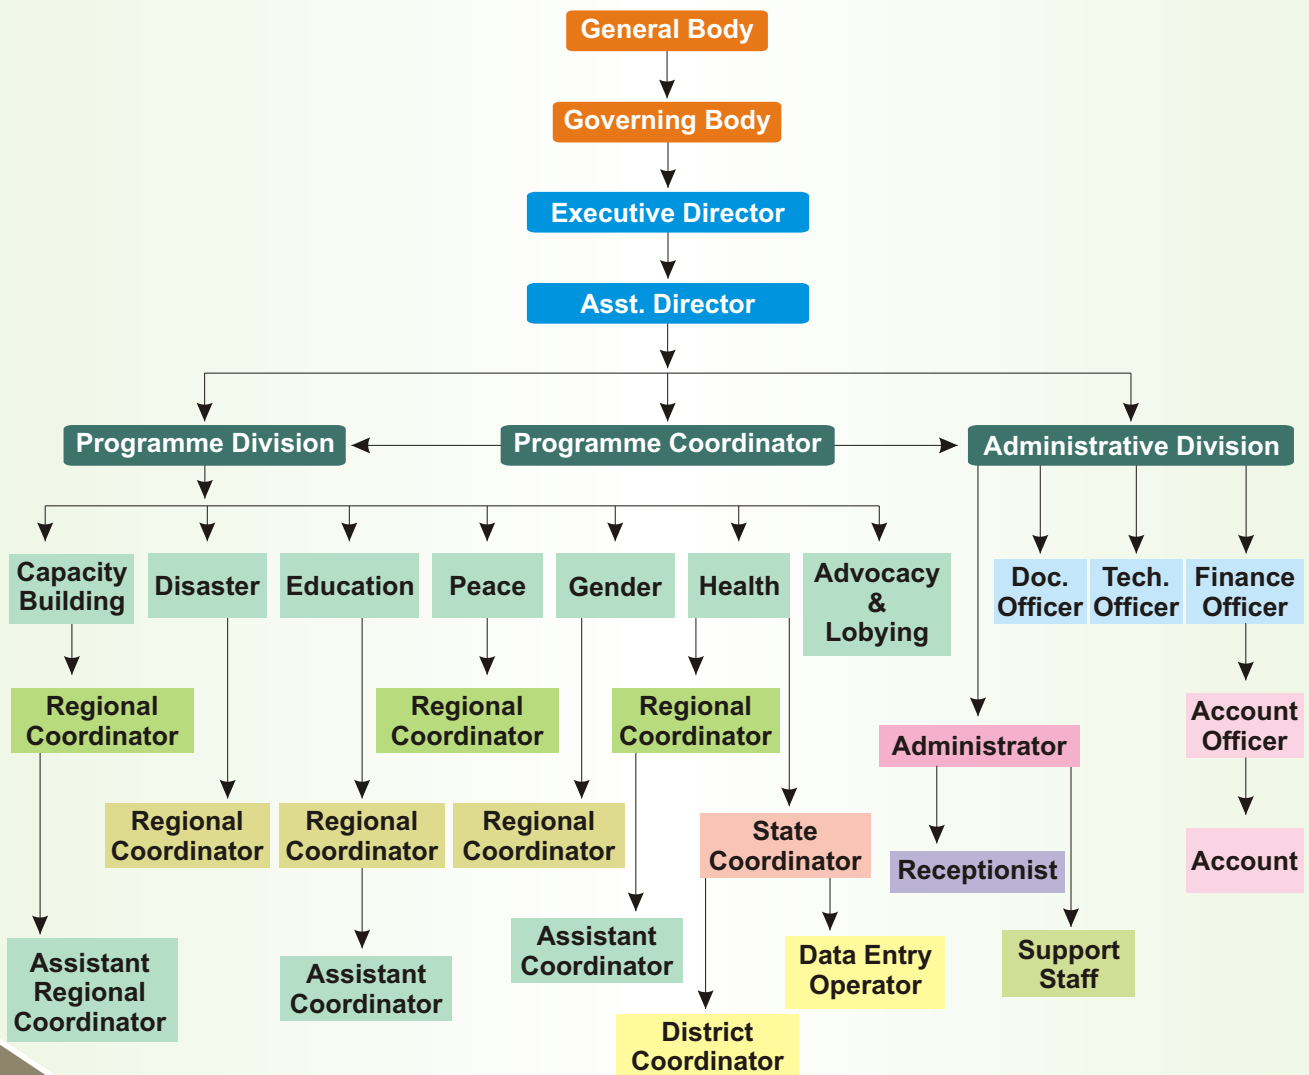 General Body
Governing Body
Executive Director
Asst. Director
Programme Division
Programme Coordinator
Administrative Division
Capacity
Building
Disaster
Education
Peace
Gender
Health
Advocacy
&
Lobying
Doc.
Officer
Tech.
Officer
Finance
Officer
Regional
Coordinator
Regional
Coordinator
Regional
Coordinator
Administrator
Account
Officer
Regional
Coordinator
Regional
Coordinator
Regional
Coordinator
State
Coordinator
Receptionist
Account
Assistant
Regional
Coordinator
Assistant
Coordinator
Assistant
Coordinator
Data Entry
Operator
Support
Staff
District
Coordinator